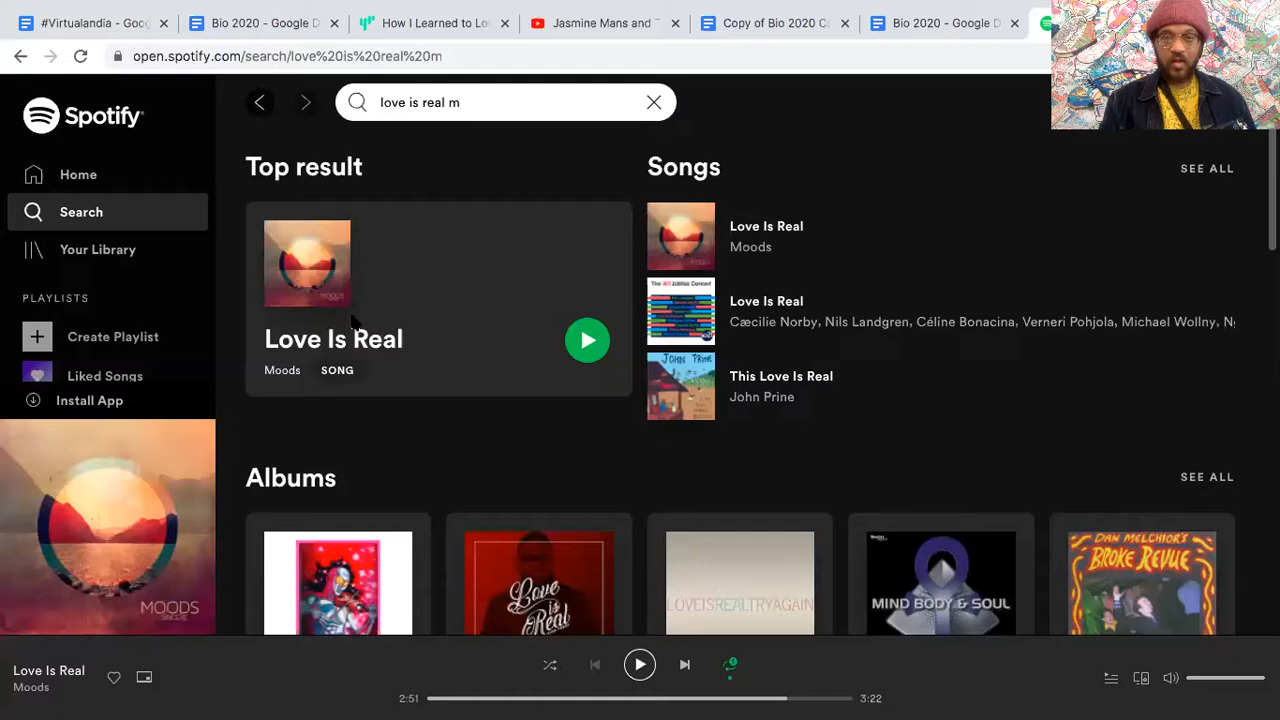 #Virtualandia - Goog
Bio 2020 - Google D
How I Learned to Lo
Jasmine Mans and
Copy of Bio 2020 C
Bio 2020 - Google D
open.spotify.com/search/love%20is%20real%20m
Spotify
love is real m
Home
Search
Your Library
PLAYLISTS
Create Playlist
Liked Songs
Install App
Top result
Love Is Real
Moods SONG
Songs
SEE ALL
Love Is Real
Moods
Love Is Real
Cæcilie Norby, Nils Landgren, Céline Bonacina, Verneri Pohjola, Michael Wollny, N
This Love Is Real
John Prine
JOHN PRINE
Albums
SEE ALL
Love is Real
LOVEISREALTRYAGAIN
MIND BODY & SOUL
DAN MELCHIOR'S
BROKE REVUE
MOODS
SINCERE
Love Is Real
Moods
2:51
3:22